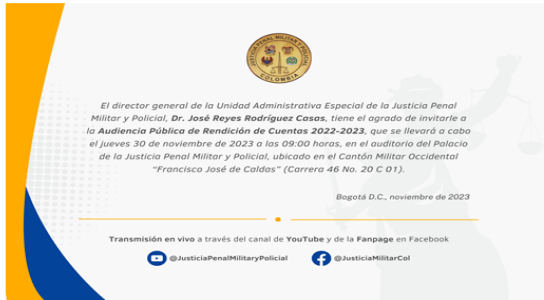 JUSTICIA PENAL MILITAR Y POLICIAL
COLOMBIA
El director general de la Unidad Administrativa Especial de la Justicia Penal
Militar y Policial, Dr. José Reyes Rodríguez Casas, tiene el agrado de invitarle a
la Audiencia Pública de Rendición de Cuentas 2022-2023, que se llevará a cabo
el jueves 30 de noviembre de 2023 a las 09:00 horas, en el auditorio del Palacio
de la Justicia Penal Militar y Policial, ubicado en el Cantón Militar Occidental
“Francisco José de Caldas” (Carrera 46 No. 20 C 01).
Bogotá D.C., noviembre de 2023
Transmisión en vivo a través del canal de YouTube y de la Fanpage en Facebook
@JusticiaPenalMilitaryPolicial
@JusticiaMilitarCol